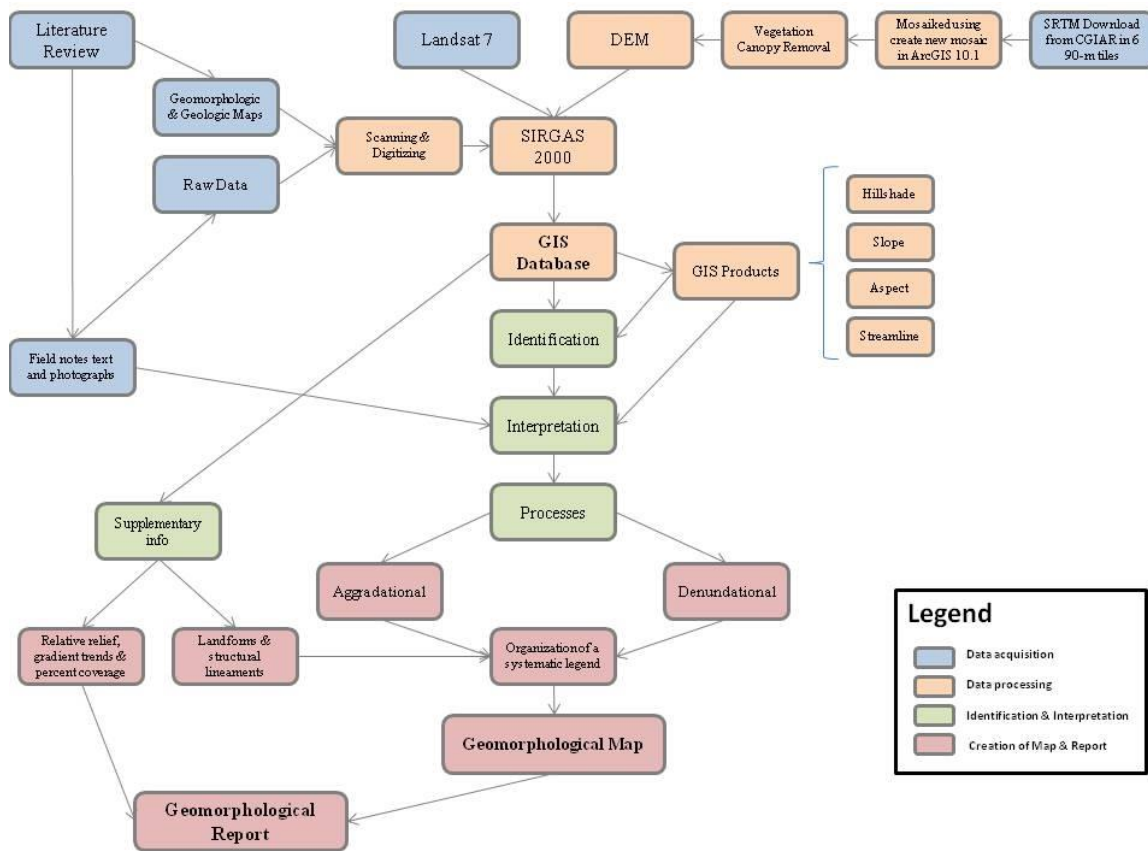 Literature
Review
Landsat 7
DEM
Vegetation
Canopy Removal
Mosaiked using
create new mosaic
in ArcGIS 10.1
SRTM Download
from CGIAR in 6
90-m tiles
Geomorphologic
& Geologic Maps
Scanning &
Digitizing
SIRGAS
2000
Raw Data
Hillshade
Slope
Aspect
Streamline
GIS
Database
GIS Products
Identification
Field notes text
and photographs
Interpretation
Processes
Supplementary
info
Aggradational
Denundational
Relative relief,
gradient trends &
percent coverage
Landforms &
structural
lineaments
Organization of a
systematic legend
Geomorphological Map
Geomorphological
Report
Legend
Data acquisition
Data processing
Identification & Interpretation
Creation of Map & Report